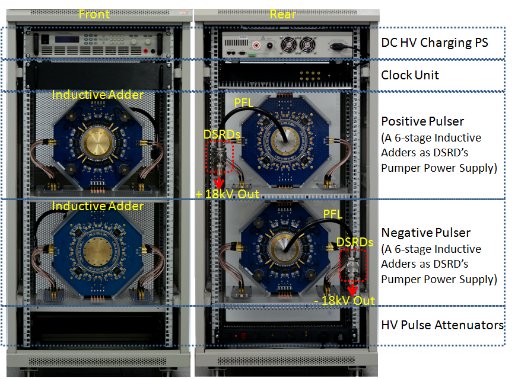 Front
Rear
DC HV Charging PS
Clock Unit
Inductive Adder
PFL
DSRDs
+ 18kV Out
Positive Pulser
(A 6-stage Inductive
Adders as DSRD's
Pumper Power Supply)
Inductive Adder
PFL
DSRDs
- 18kV Out
Negative Pulser
(A 6-stage Inductive
Adders as DSRD's
Pumper Power Supply)
HV Pulse Attenuators